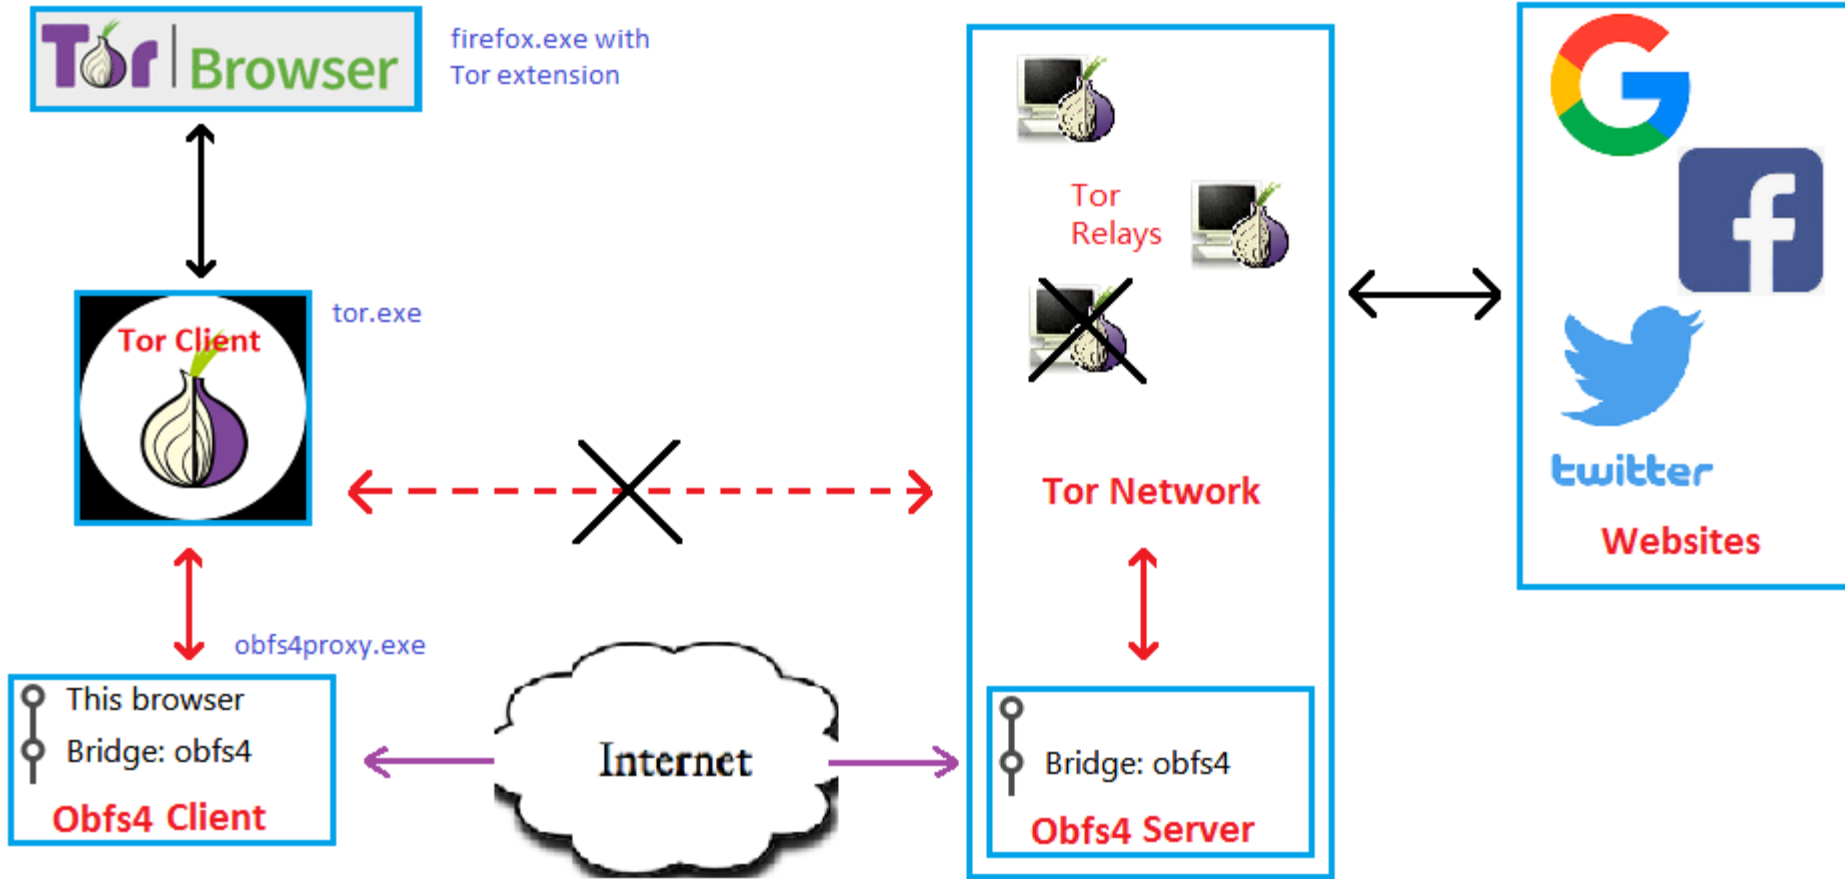 Tor Browser
firefox.exe with
Tor extension
Tor Client
tor.exe
obfs4proxy.exe
This browser
Bridge: obfs4
Obfs4 Client
Internet
Tor
Relays
Tor Network
Bridge: obfs4
Obfs4 Server
G
f
twitter
Websites